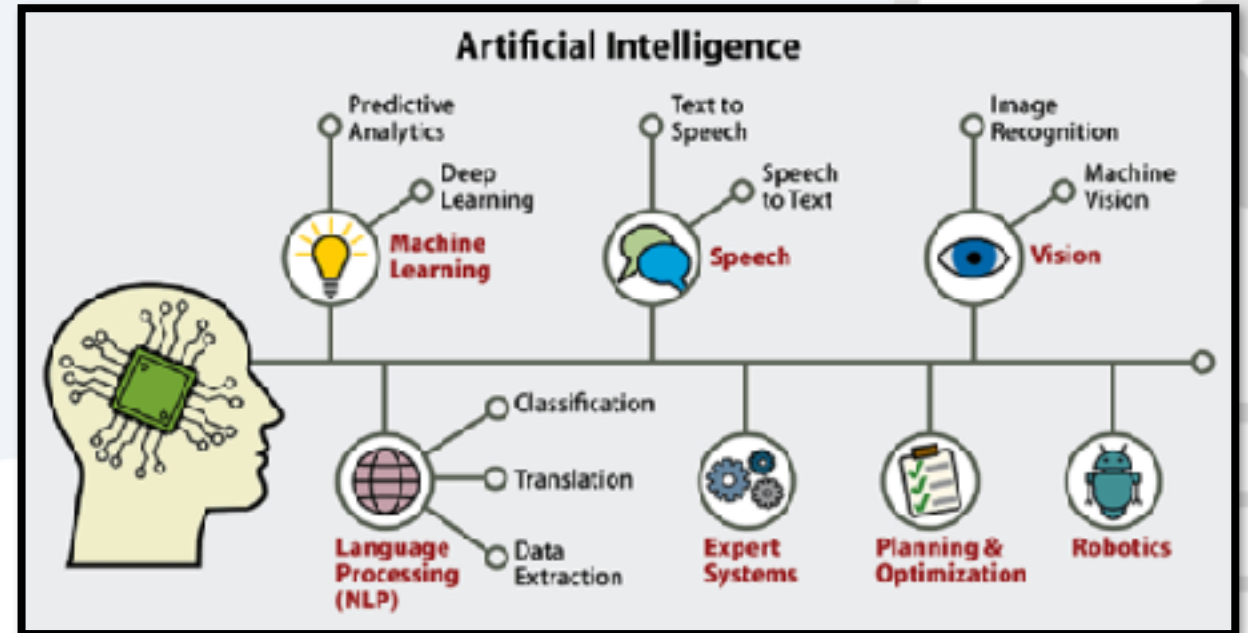 Artificial Intelligence
Predictive
Analytics
Deep
Learning
Machine
Learning
Text to
Speech
Speech
to Text
Speech
Image
Recognition
Machine
Vision
Vision
Classification
Translation
Data
Extraction
Language
Processing
(NLP)
Expert
Systems
Planning &
Optimization
Robotics